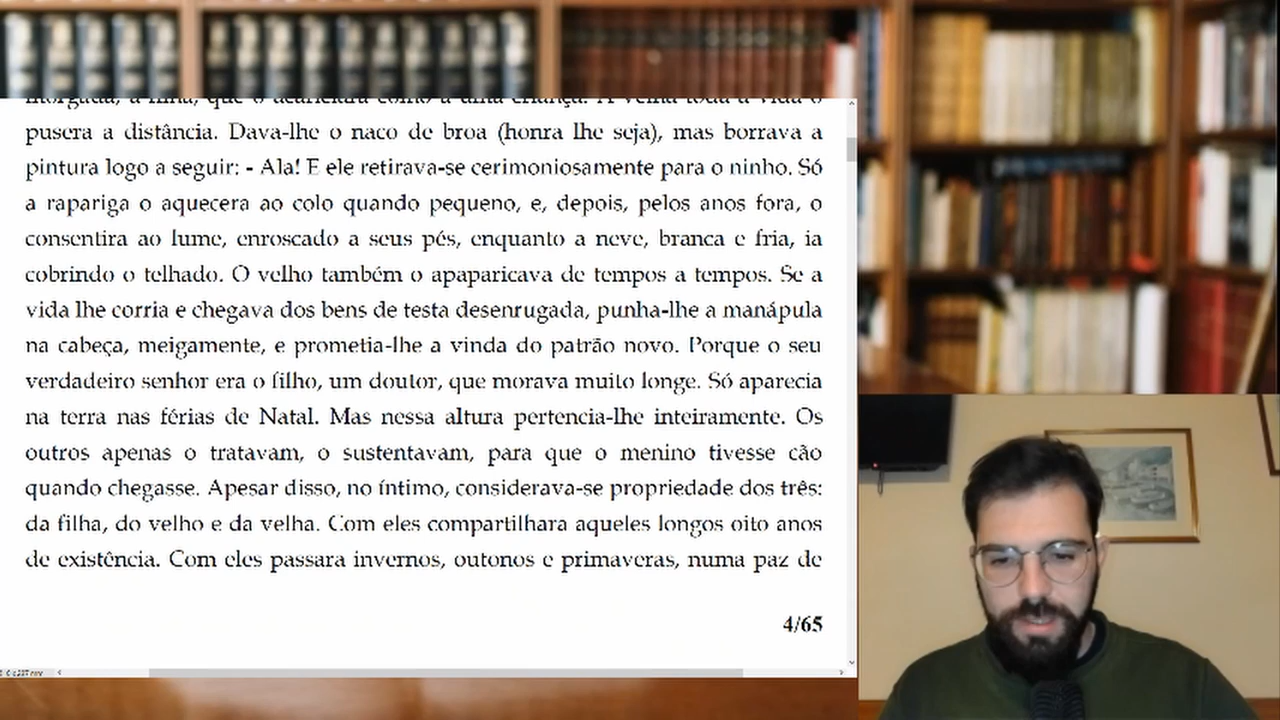 pusera a distância. Dava-lhe o naco de broa (honra lhe seja), mas borrava a
pintura logo a seguir: - Ala! E ele retirava-se cerimoniosamente para o ninho. Só
a rapariga o aquecera ao colo quando pequeno, e, depois, pelos anos fora, o
consentira ao lume, enroscado a seus pés, enquanto a neve, branca e fria, ia
cobrindo o telhado. O velho também o apaparicava de tempos a tempos. Se a
vida lhe corria e chegava dos bens de testa desenrugada, punha-lhe a manápula
na cabeça, meigamente, e prometia-lhe a vinda do patrão novo. Porque o seu
verdadeiro senhor era o filho, um doutor, que morava muito longe. Só aparecia
na terra nas férias de Natal. Mas nessa altura pertencia-lhe inteiramente. Os
outros apenas o tratavam, o sustentavam, para que o menino tivesse cão
quando chegasse. Apesar disso, no íntimo, considerava-se propriedade dos três:
da filha, do velho e da velha. Com eles compartilhara aqueles longos oito anos
de existência. Com eles passara invernos, outonos e primaveras, numa paz de
4/65